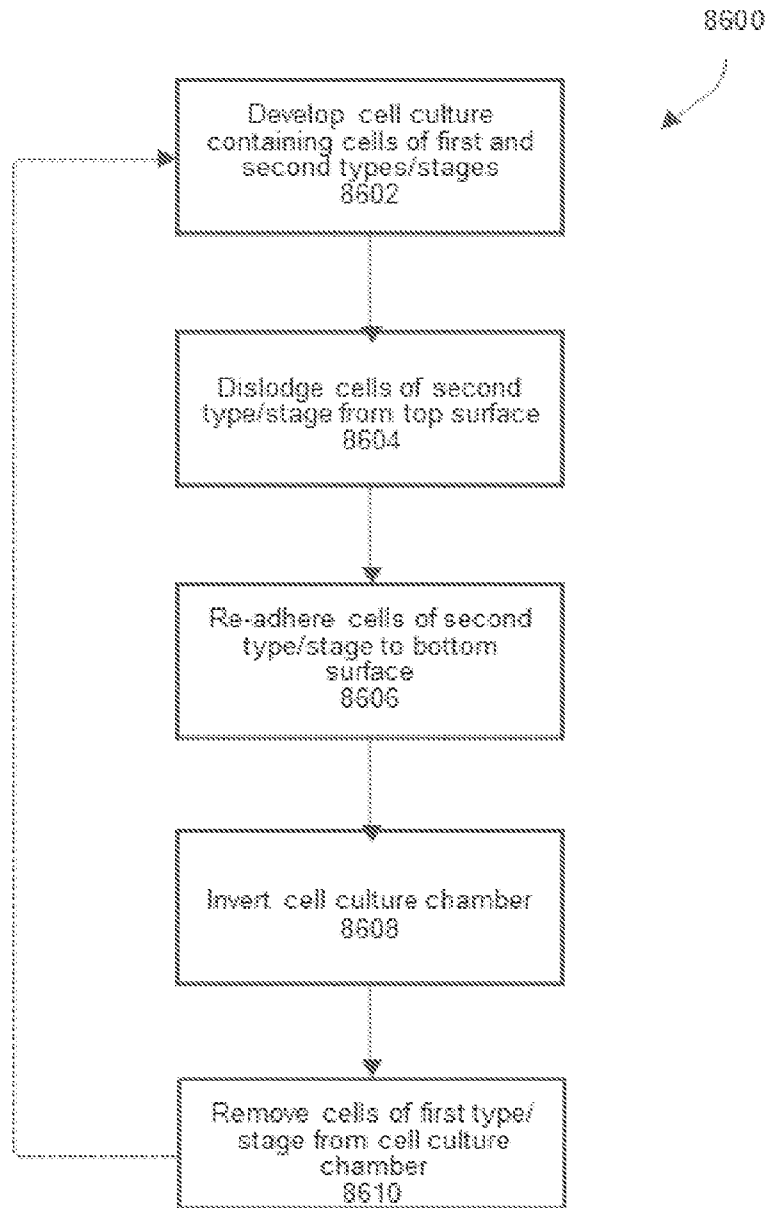 8600
Develop cell culture
containing cells of first and
second types/stages
8602
Dislodge cells of second
type/stage from top surface
8604
Re-adhere cells of second
type/stage to bottom
surface
8606
Invert cell culture chamber
8608
Remove cells of first type/
stage from cell culture
chamber
8610